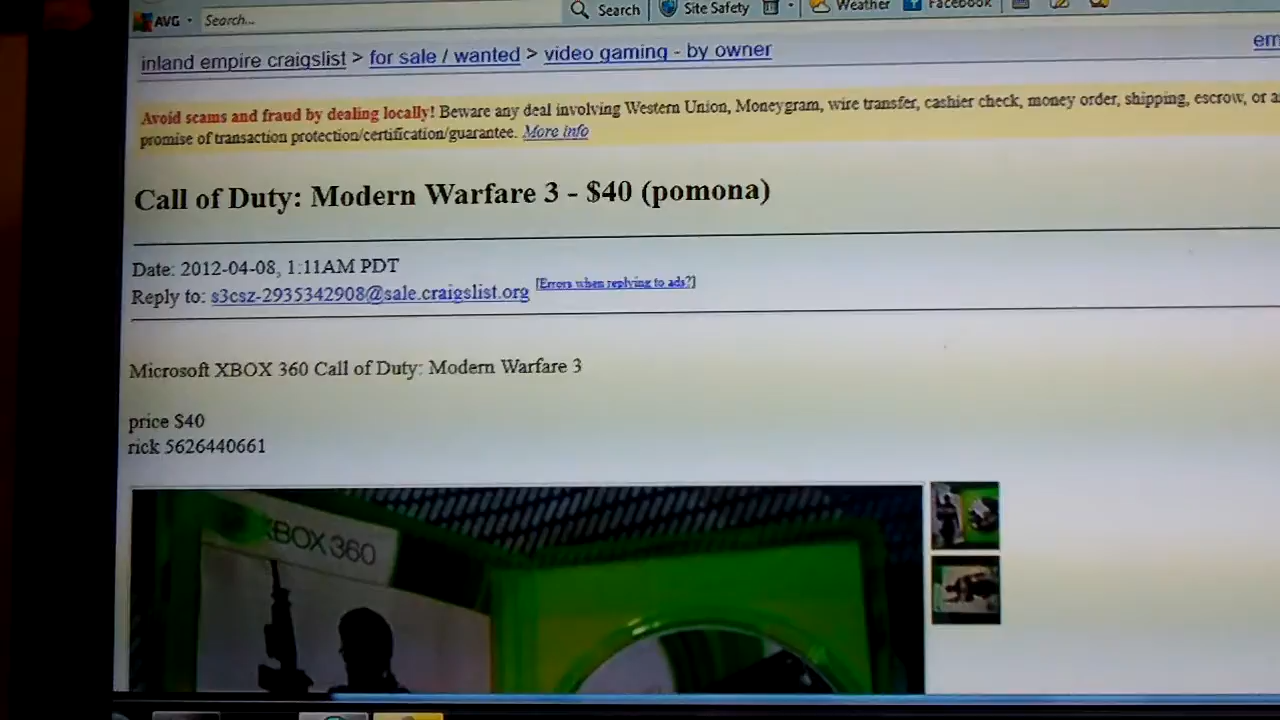 AVG Search... Search Site Safety Weather Facebook
inland empire craigslist > for sale / wanted > video gaming - by owner
em
Avoid scams and fraud by dealing locally! Beware any deal involving Western Union, Moneygram, wire transfer, cashier check, money order, shipping, escrow, or
promise of transaction protection/certification/guarantee. More info
Call of Duty: Modern Warfare 3 - $40 (pomona)
Date: 2012-04-08, 1:11AM PDT
Reply to: s3csz-2935342908@sale.craigslist.org [Errors when replying to ads?]
Microsoft XBOX 360 Call of Duty: Modern Warfare 3
price $40
rick 5626440661
XBOX 360